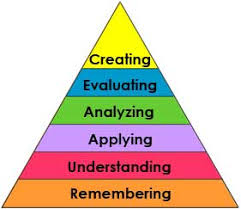 Creating
Evaluating
Analyzing
Applying
Understanding
Remembering